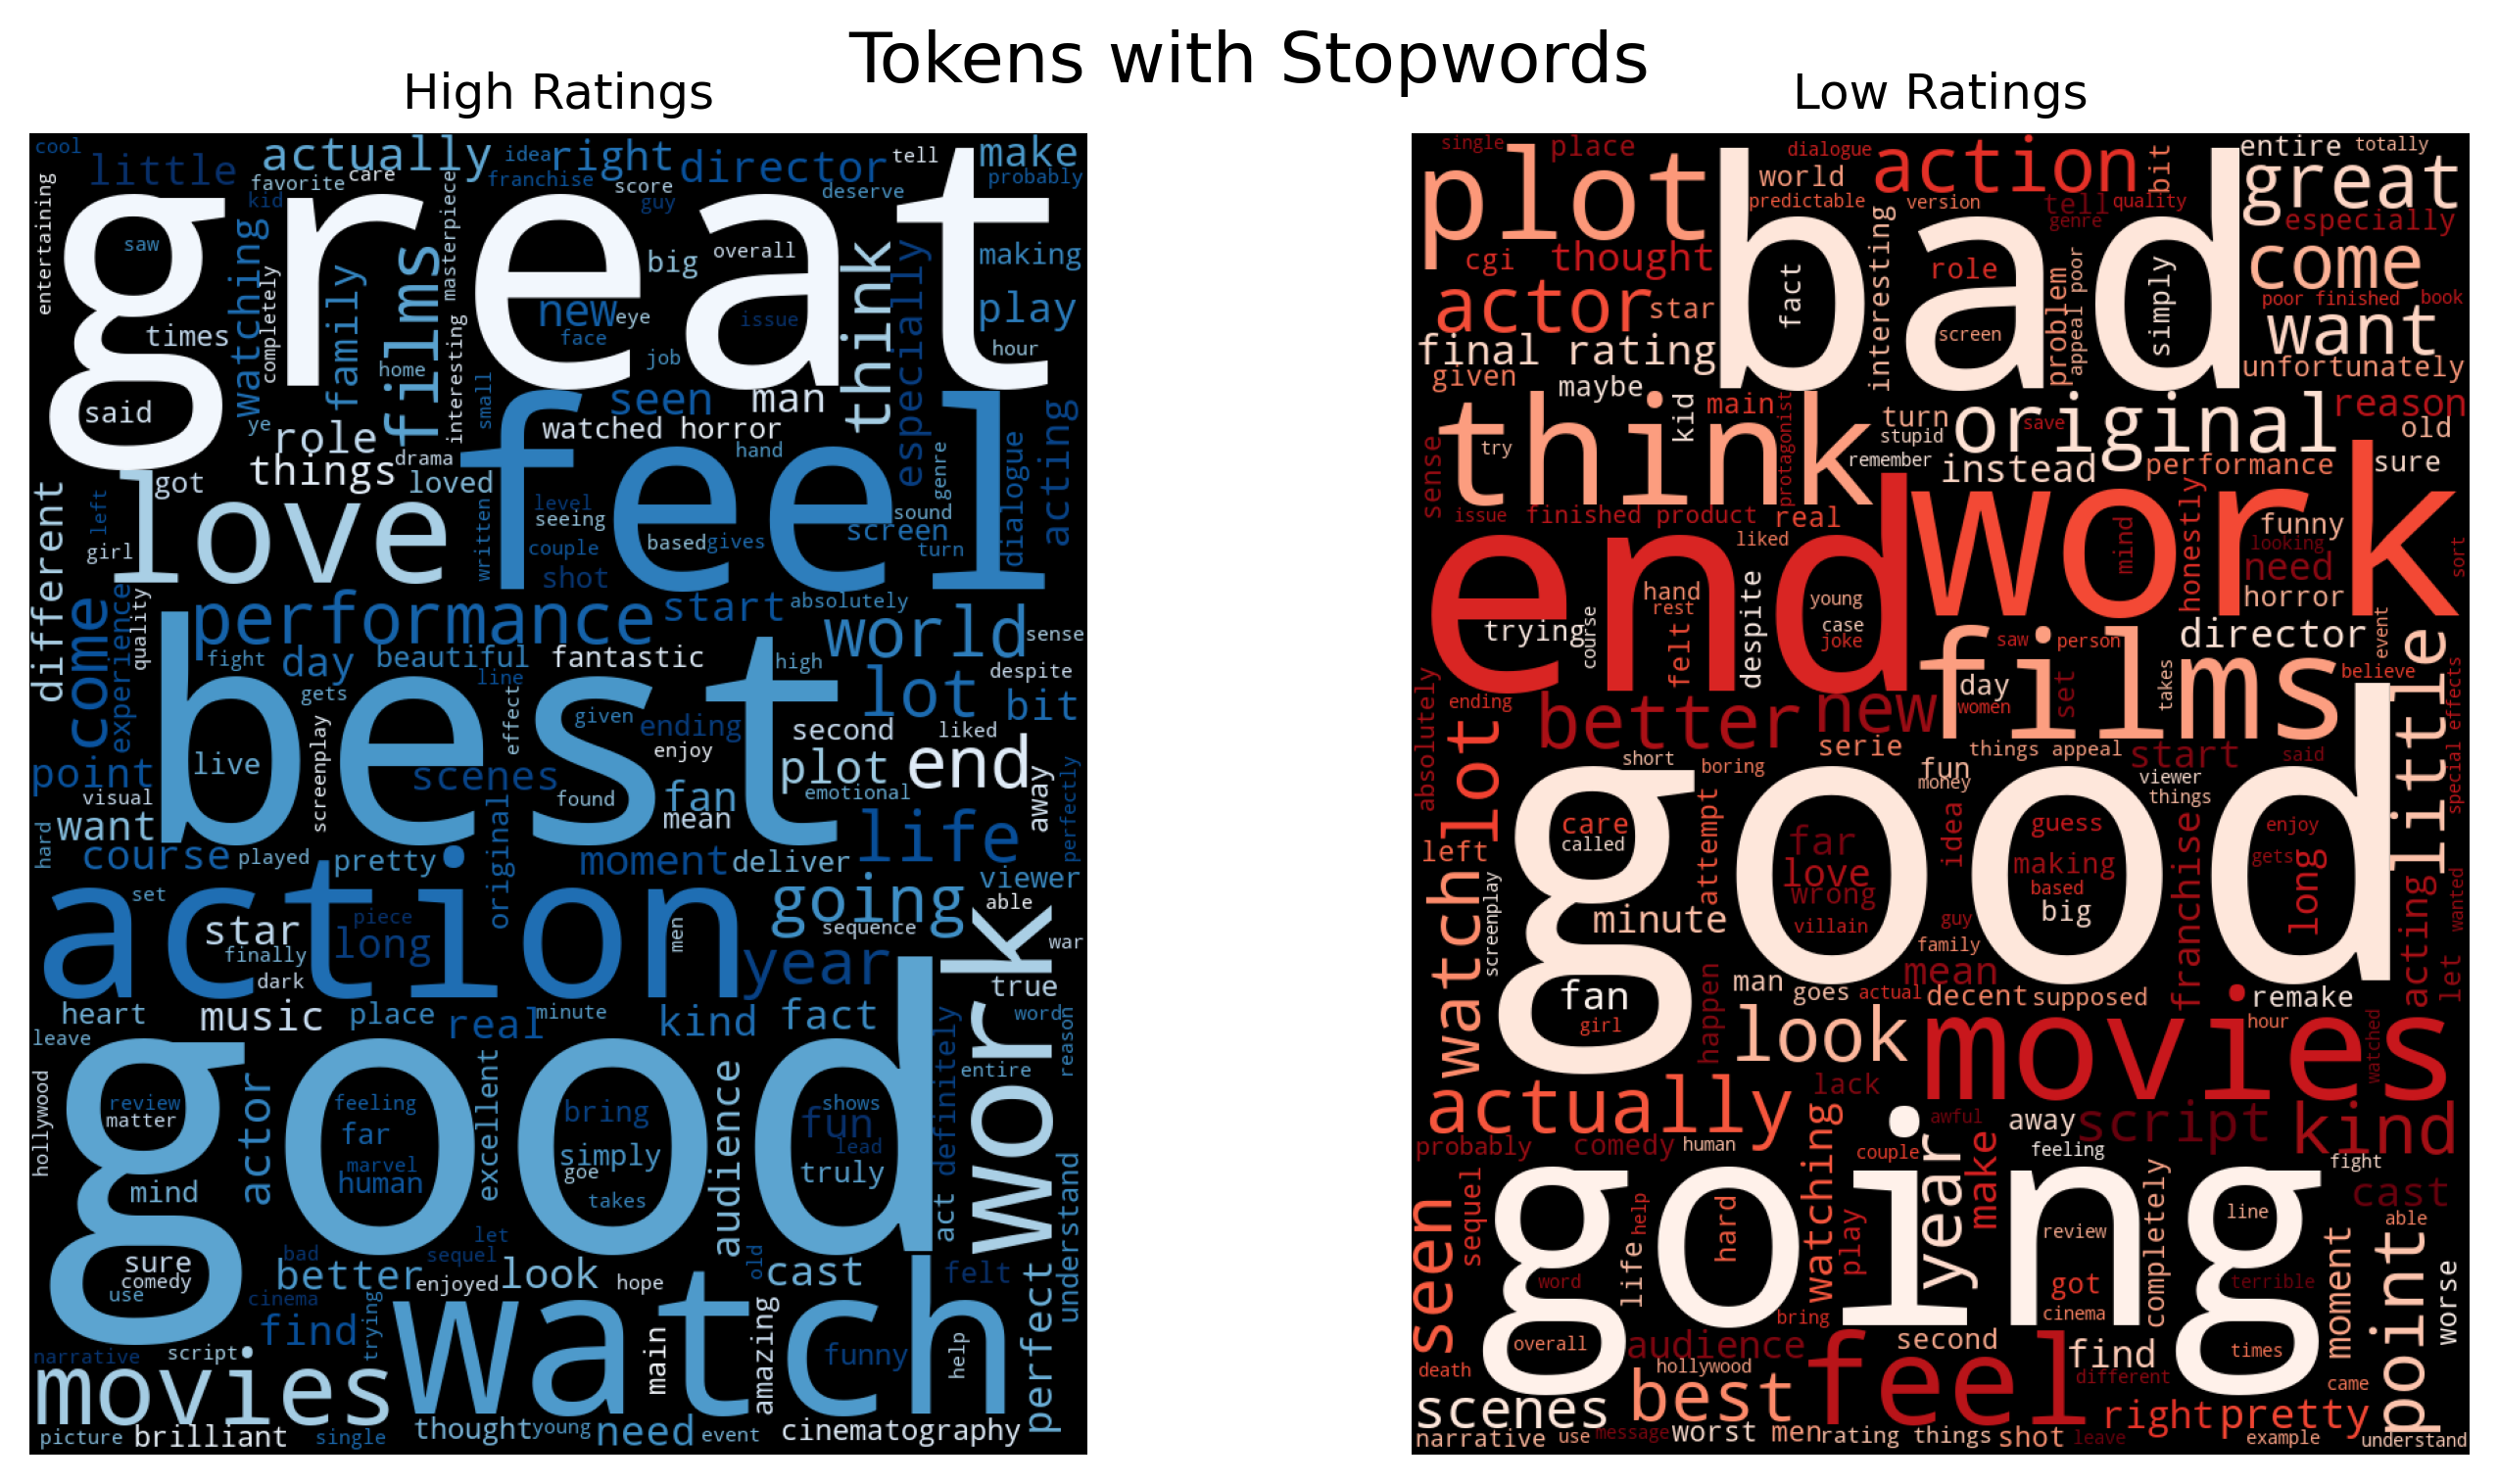 Tokens with Stopwords
High Ratings
Low Ratings
cool
little
actually
idea
right
director
tell
make
favorite
care
franchise
score
deserve
probably
kid
guy
entertaining
great
saw
watching
completely
family
films
masterpiece
big
overall
think
especially
making
new
eye
issue
play
times
face
job
hour
home
interesting
small
said
seen
man
acting
ye
role
watched horror
things
drama
hand
genre
dialogue
got
loved
feel
love
different
left
level
written
seeing
sound
screen
girl
couple
based
gives
turn
shot
come
experience
quality
performance
start
absolutely
world
sense
fight
day
beautiful
fantastic
high
despite
line
best
gets
effect
given
ending
lot
bit
live
screenplay
enjoy
second
liked
point
scenes
plot
end
away
perfectly
visual
found
fan
emotional
want
mean
original
life
hard
course
played
pretty
moment
deliver
viewer
action
set
going
able
star
piece
men
sequence
work
long
war
finally
year
dark
true
heart
music
place
real
minute
kind
fact
word
leave
reason
good
hollywood
review
matter
actor
feeling
excellent
bring
audience
shows
fun
definitely
entire
far
lead
simply
marvel
human
goe
truly
mind
takes
act
understand
let
bad
sequel
old
sure
comedy
use
better
enjoyed
look
hope
cast
felt
perfect
cinema
find
trying
watch
main
amazing
funny
help
narrative
script
movies
picture
brilliant
single
thought
young
need
event
cinematography
single
place
dialogue
action
bit
entire
totally
plot
world
great
predictable
version
tell
quality
genre
especially
bad
cgi
thought
interesting
role
come
fact
simply
problem
appeal poor
actor
star
poor finished
book
screen
want
final rating
given
maybe
unfortunately
think
kid
main
protagonist
turn
original
save
reason
stupid
old
sense
try
remember
instead
performance
sure
issue
finished product
real
work
mind
honestly
funny
end
liked
looking
need
sort
hand
rest
despite
young
horror
trying
course
case
joke
felt
films
saw
person
director
event
little
absolutely
day
takes
believe
special effects
ending
better
new
women
set
lot
serie
things appeal
start
said
short
boring
fun
money
viewer
things
good
care
called
attempt
far
love
wrong
idea
guess
making
based
big
franchise
enjoy
gets
long
left
watch
screenplay
minute
villain
guy
family
acting
wanted
let
mean
fan
girl
happen
man
goes
actual
decent
supposed
remake
look
hour
movies
watched
actually
lack
awful
away
script
kind
probably
comedy
human
couple
feeling
fight
seen
sequel
going
help
life
hard
watching
play
year
make
completely
review
line
cast
able
point
word
got
terrible
moment
worse
bring
cinema
overall
audience
second
times
death
hollywood
feel
find
different
came
scenes
best
right
pretty
narrative
use
message
worst
men
rating things
shot
leave
example
understand